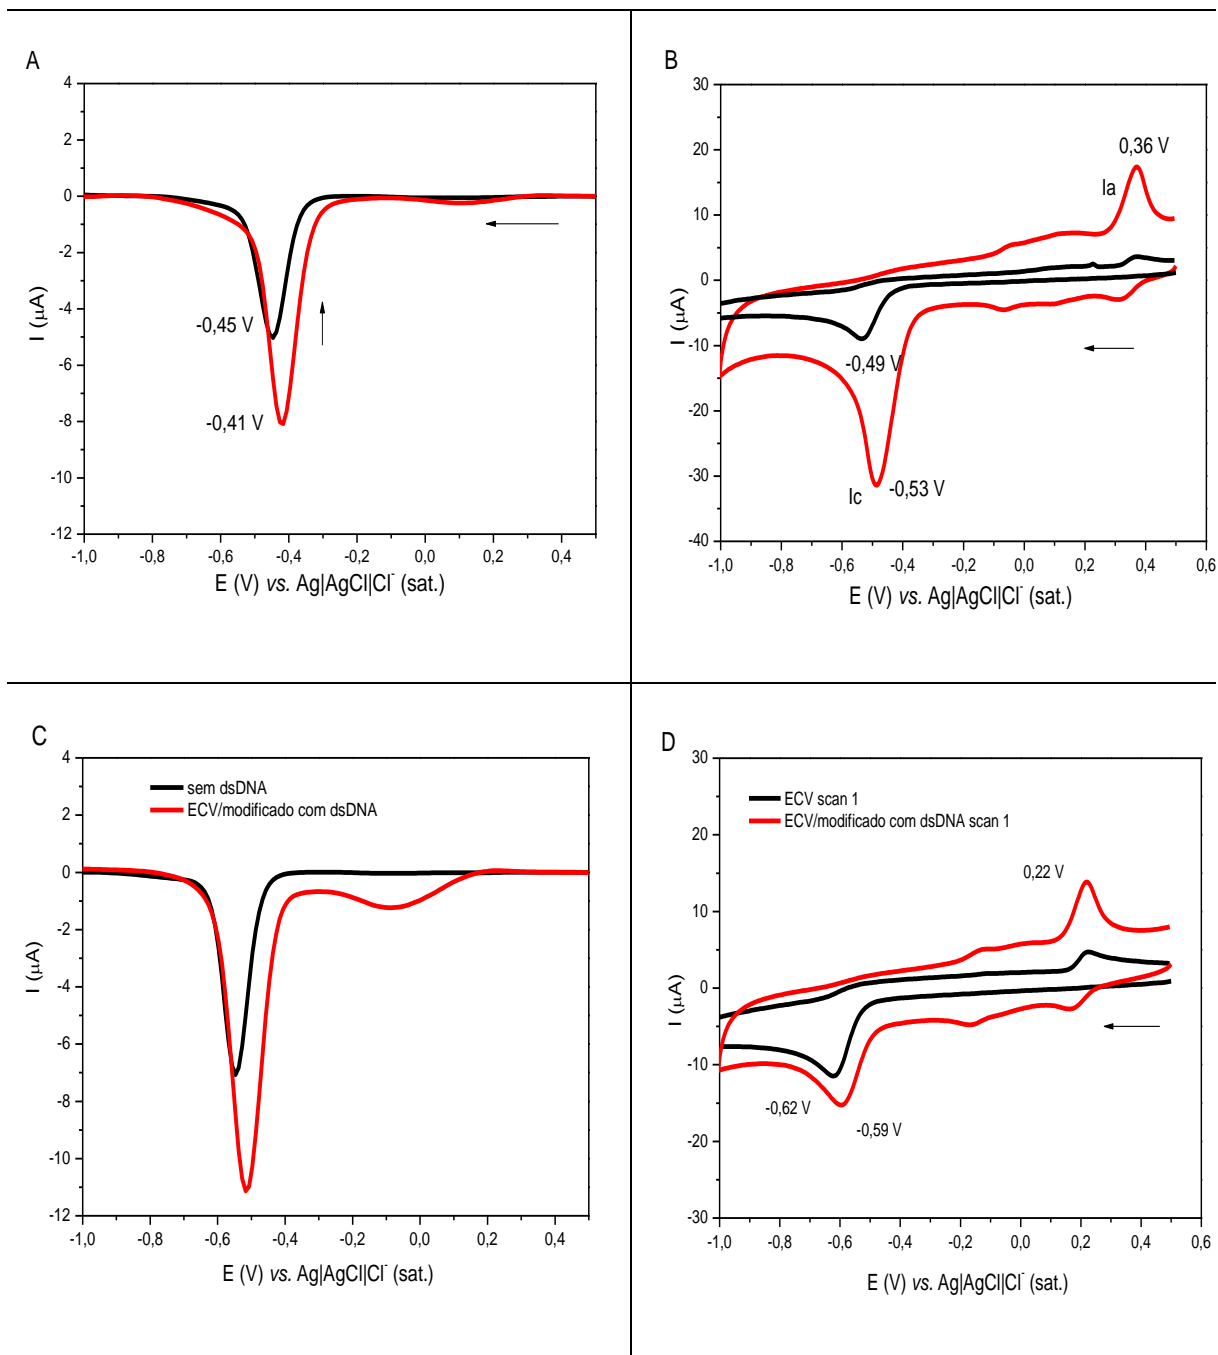 A
4
2
0
-2
-4
-6
-8
-10
-12
I (μA)
-0,45 V
-0,41 V
-1,0 -0,8 -0,6 -0,4 -0,2 0,0 0,2 0,4
E (V) vs. Ag|AgCl|Cl⁻ (sat.)
B
30
20
10
0
-10
-20
-30
-40
I (μA)
0,36 V
Ia
-0,49 V
Ic
-0,53 V
-1,0 -0,8 -0,6 -0,4 -0,2 0,0 0,2 0,4 0,6
E (V) vs. Ag|AgCl|Cl⁻ (sat.)
C
4
2
0
-2
-4
-6
-8
-10
-12
I (μA)
sem dsDNA
ECV/modificado com dsDNA
-1,0 -0,8 -0,6 -0,4 -0,2 0,0 0,2 0,4
E (V) vs. Ag|AgCl|Cl⁻ (sat.)
D
30
20
10
0
-10
-20
-30
I (μA)
ECV scan 1
ECV/modificado com dsDNA scan 1
0,22 V
-0,62 V
-0,59 V
-1,0 -0,8 -0,6 -0,4 -0,2 0,0 0,2 0,4 0,6
E (V) vs. Ag|AgCl|Cl⁻ (sat.)